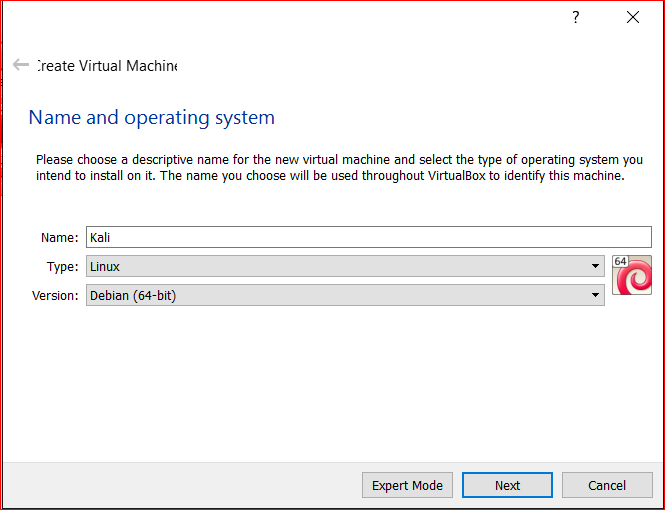 ?
Create Virtual Machine
Name and operating system
Please choose a descriptive name for the new virtual machine and select the type of operating system you
intend to install on it. The name you choose will be used throughout VirtualBox to identify this machine.
Name: Kali
Type: Linux
64
Version: Debian (64-bit)
Expert Mode Next Cancel